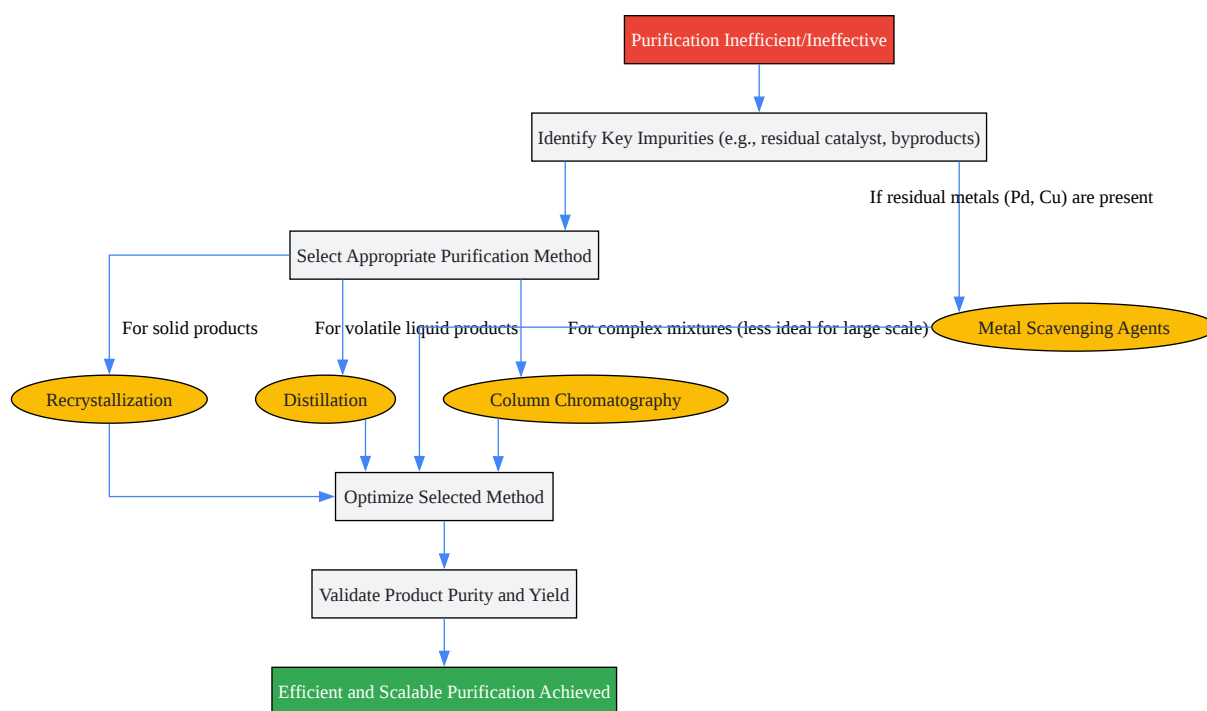 Purification Inefficient/Ineffective
Identify Key Impurities (e.g., residual catalyst, byproducts)
If residual metals (Pd, Cu) are present
Select Appropriate Purification Method
For solid products
For volatile liquid products
For complex mixtures (less ideal for large scale)
Metal Scavenging Agents
Recrystallization
Distillation
Column Chromatography
Optimize Selected Method
Validate Product Purity and Yield
Efficient and Scalable Purification Achieved